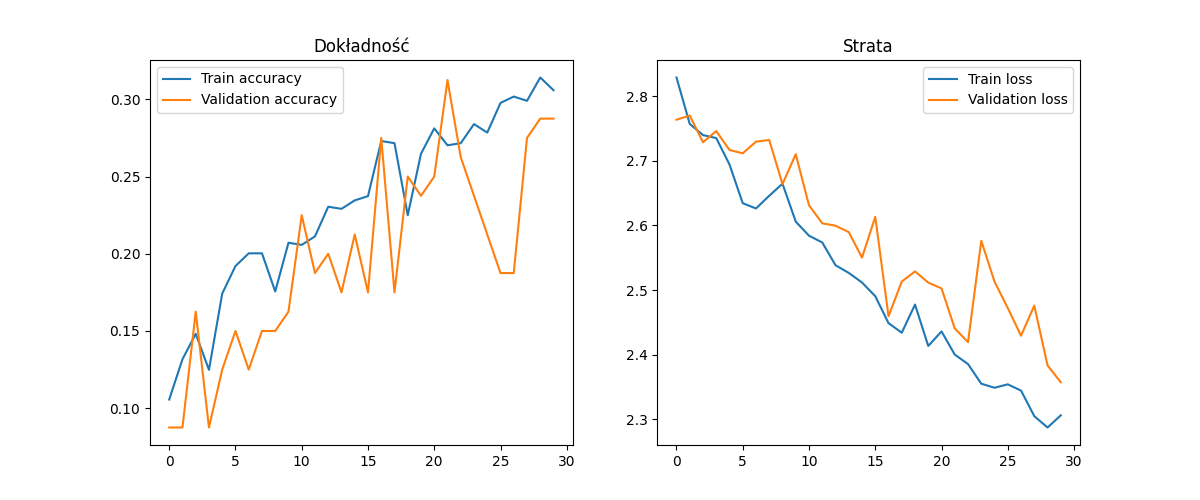 Dokładność
Train accuracy
Validation accuracy
0.30
0.25
0.20
0.15
0.10
0 5 10 15 20 25 30
Strata
Train loss
Validation loss
2.8
2.7
2.6
2.5
2.4
2.3
0 5 10 15 20 25 30